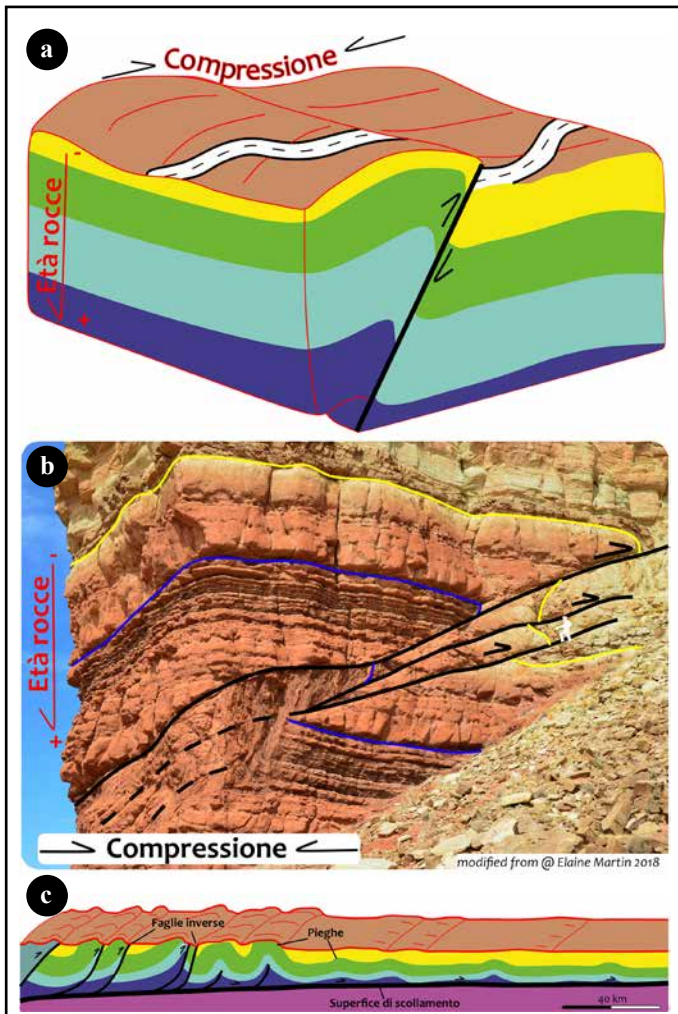 a
Compressione
Età rocce
-
+
b
Età rocce
-
+
Compressione
modified from @ Elaine Martin 2018
c
Faglie inverse
Pieghe
Superfice di scollamento
40 km